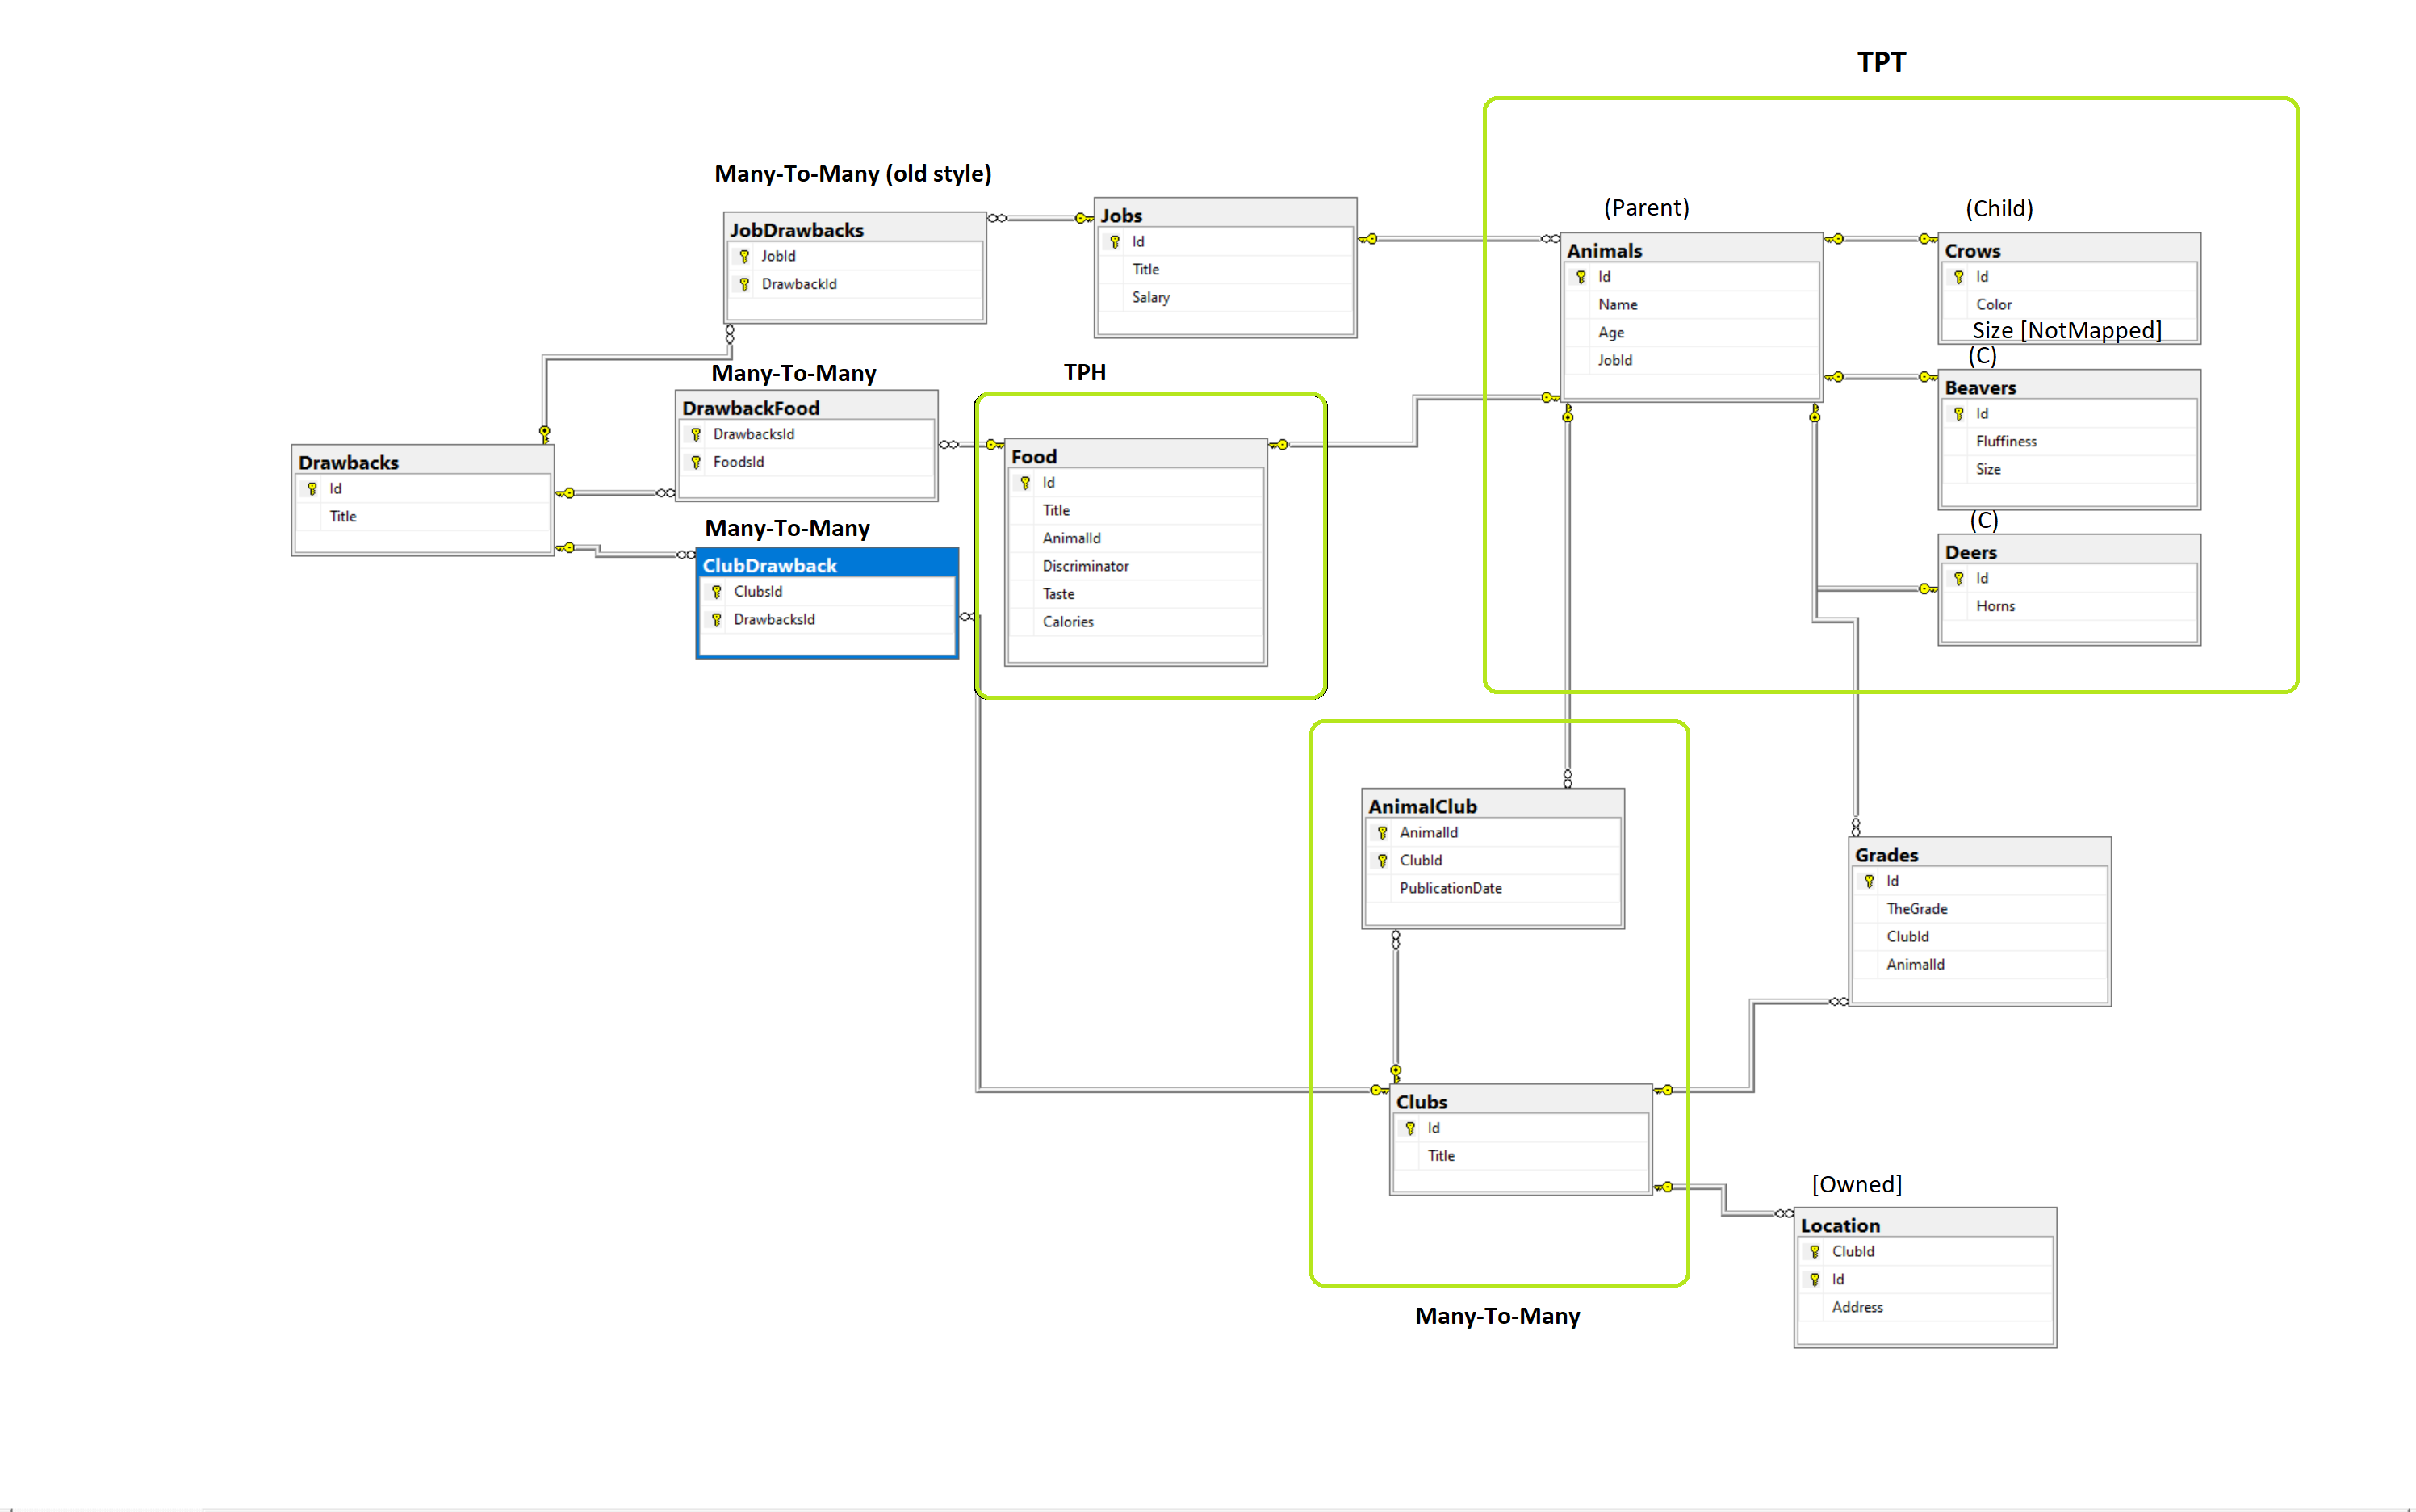 TPT
Many-To-Many (old style)
JobDrawbacks
JobId
DrawbackId
Jobs
Id
Title
Salary
(Parent)
Animals
Id
Name
Age
JobId
(Child)
Crows
Id
Color
Size [NotMapped]
(C)
Beavers
Id
Fluffiness
Size
(C)
Deers
Id
Horns
Many-To-Many
DrawbackFood
DrawbacksId
FoodsId
TPH
Food
Id
Title
AnimalId
Discriminator
Taste
Calories
Drawbacks
Id
Title
Many-To-Many
ClubDrawback
ClubsId
DrawbacksId
AnimalClub
AnimalId
ClubId
PublicationDate
Grades
Id
TheGrade
ClubId
AnimalId
Clubs
Id
Title
[Owned]
Location
ClubId
Id
Address
Many-To-Many